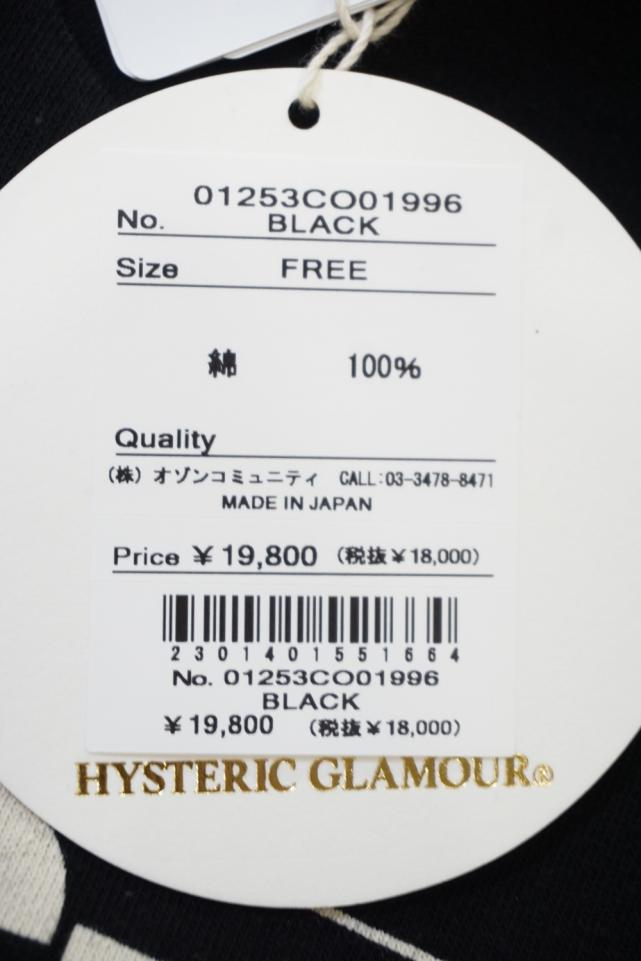 01253CO01996
No. BLACK
Size FREE
綿 100%
Quality
(株) オゾンコミュニティ CALL:03-3478-8471
MADE IN JAPAN
Price ¥19,800 (税抜¥18,000)
2301401551664
No. 01253CO01996
BLACK
¥19,800 (税抜¥18,000)
HYSTERIC GLAMOUR®